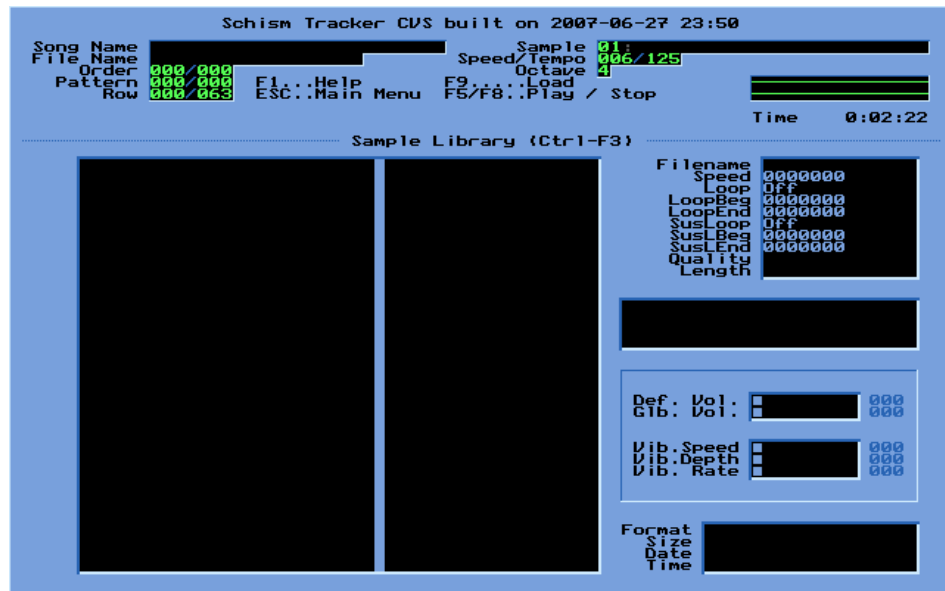 Schism Tracker CVS built on 2007-06-27 23:50
Song Name Sample 01:
File Name Speed/Tempo 006/125
Order 000/000 Octave 4
Pattern 000/000 F1...Help F9.....Load
Row 000/063 ESC..Main Menu F5/F8..Play / Stop
Time 0:02:22
Sample Library (Ctrl-F3)
Filename
Speed 0000000
Loop Off
LoopBeg 0000000
LoopEnd 0000000
SusLoop Off
SusLBeg 0000000
SusLEnd 0000000
Quality
Length
Def. Vol. 000
Glb. Vol. 000
Vib.Speed 000
Vib.Depth 000
Vib. Rate 000
Format
Size
Date
Time